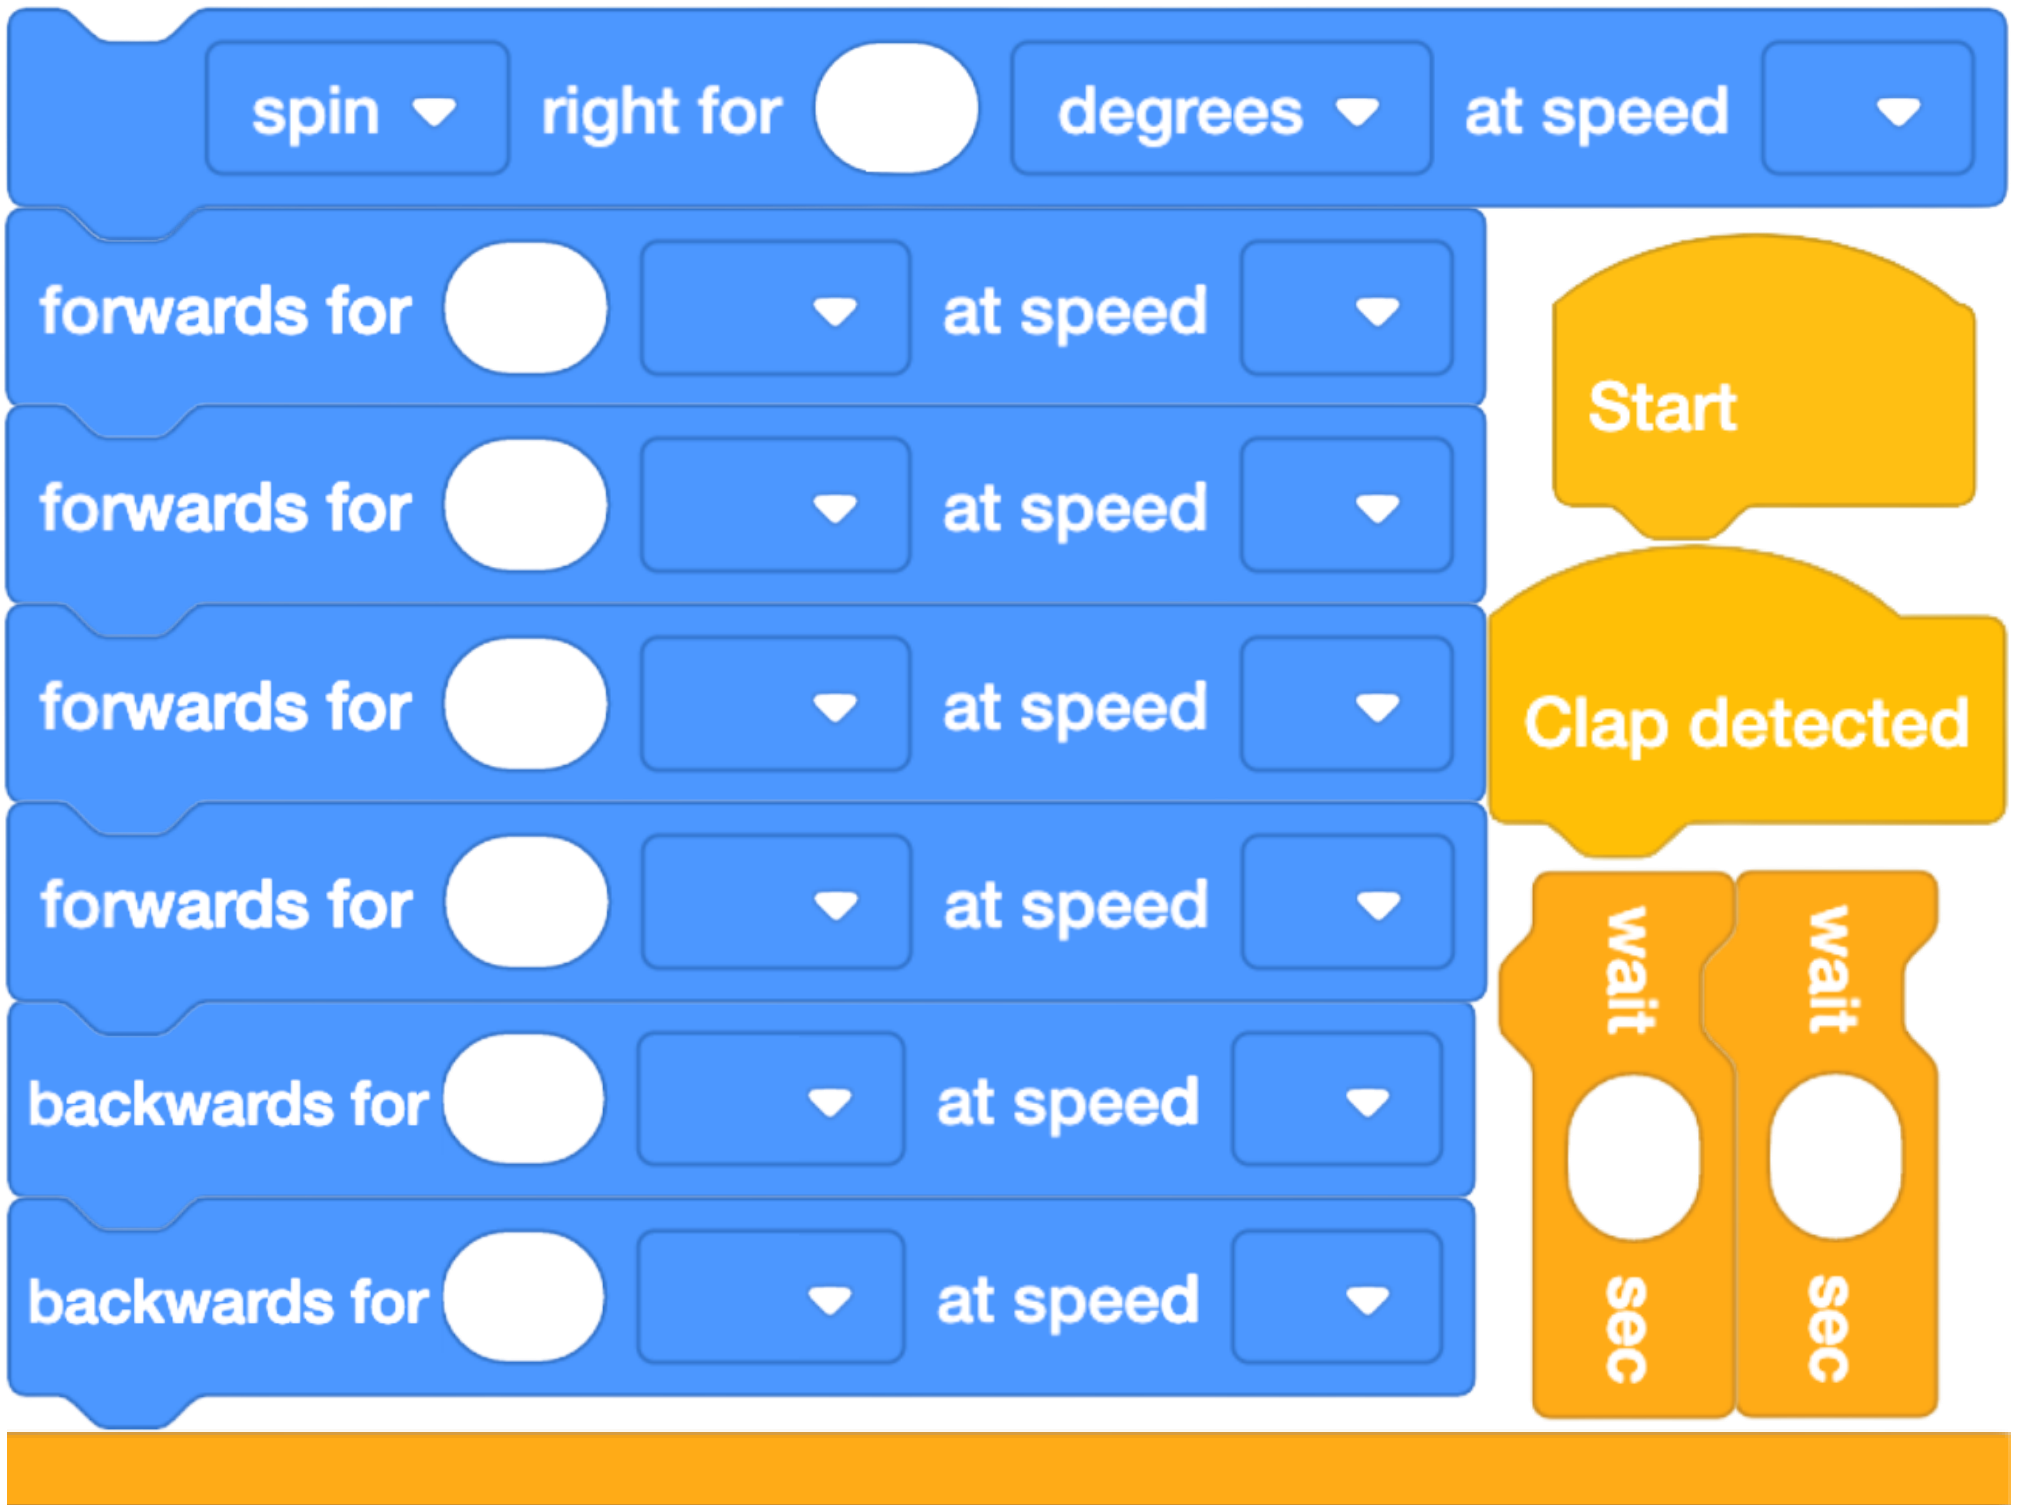 spin right for degrees at speed
forwards for at speed
forwards for at speed
forwards for at speed
forwards for at speed
backwards for at speed
backwards for at speed
Start
Clap detected
wait sec
wait sec